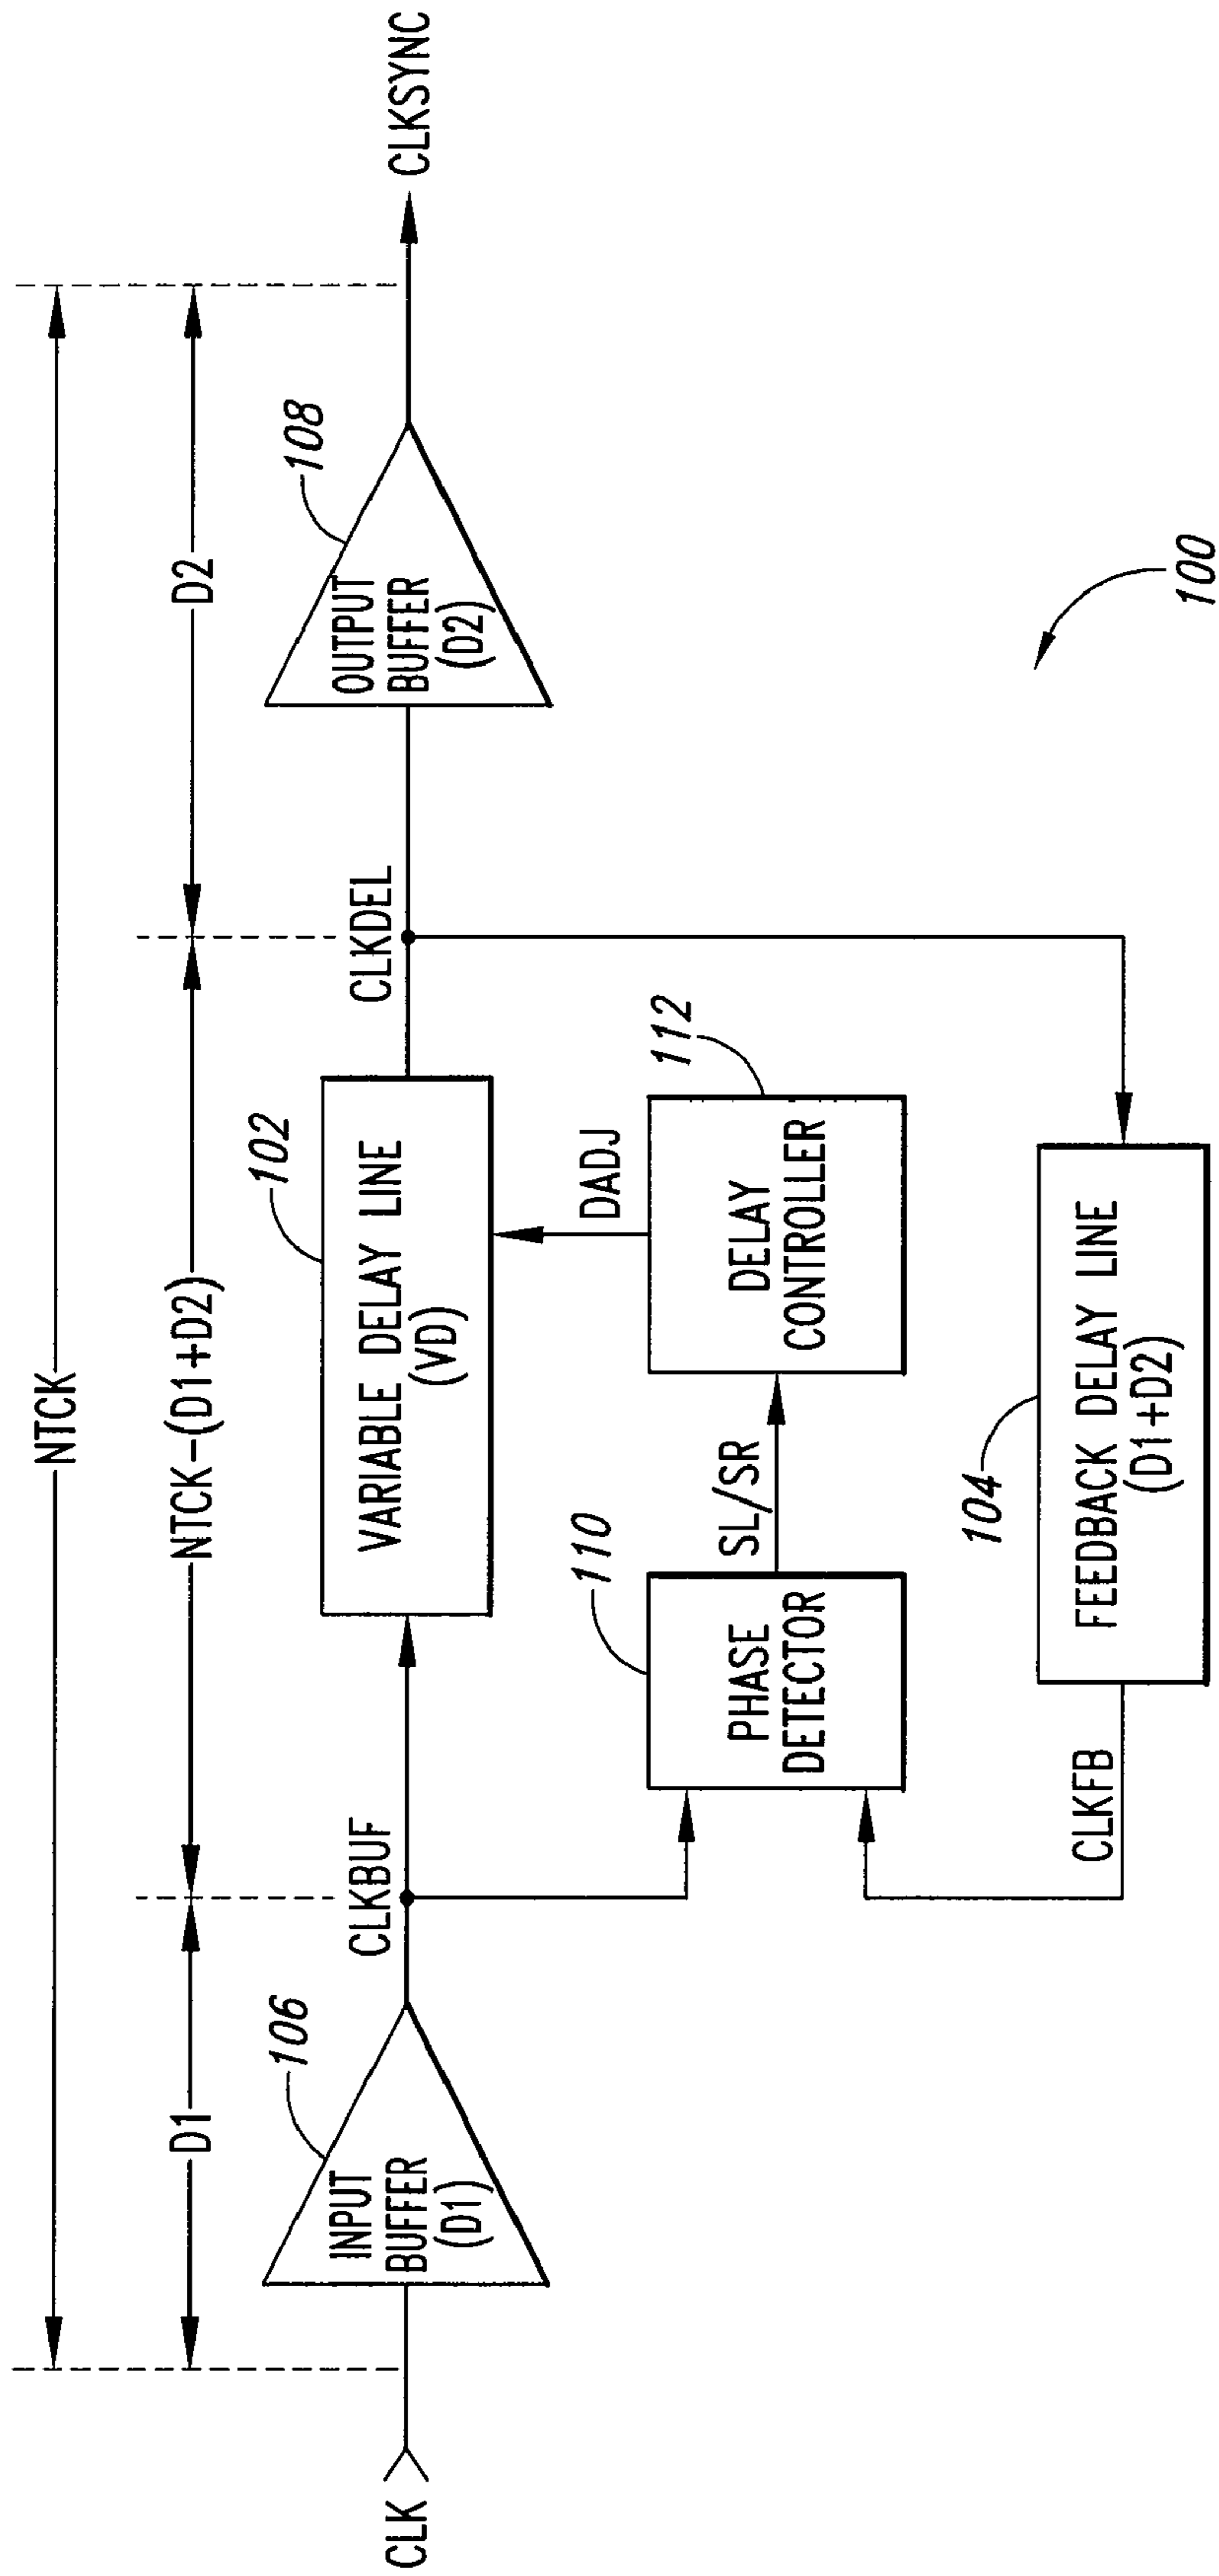 NTCK
D1
NTCK-(D1+D2)
D2
106
102
108
CLK
INPUT
BUFFER
(D1)
CLKBUF
VARIABLE DELAY LINE
(VD)
CLKDEL
OUTPUT
BUFFER
(D2)
CLKSYNC
110
PHASE
DETECTOR
SL/SR
112
DELAY
CONTROLLER
DADJ
CLKFB
104
FEEDBACK DELAY LINE
(D1+D2)
100